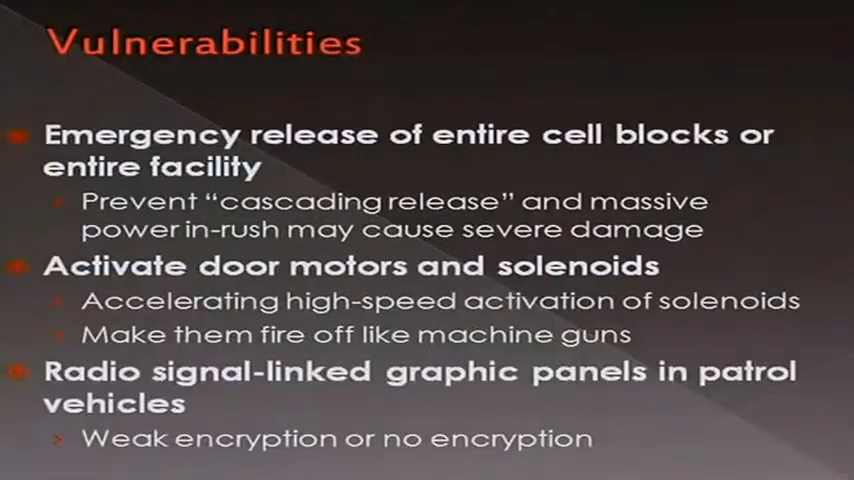 Vulnerabilities
Emergency release of entire cell blocks or
entire facility
Prevent “cascading release” and massive
power in-rush may cause severe damage
Activate door motors and solenoids
Accelerating high-speed activation of solenoids
Make them fire off like machine guns
Radio signal-linked graphic panels in patrol
vehicles
Weak encryption or no encryption